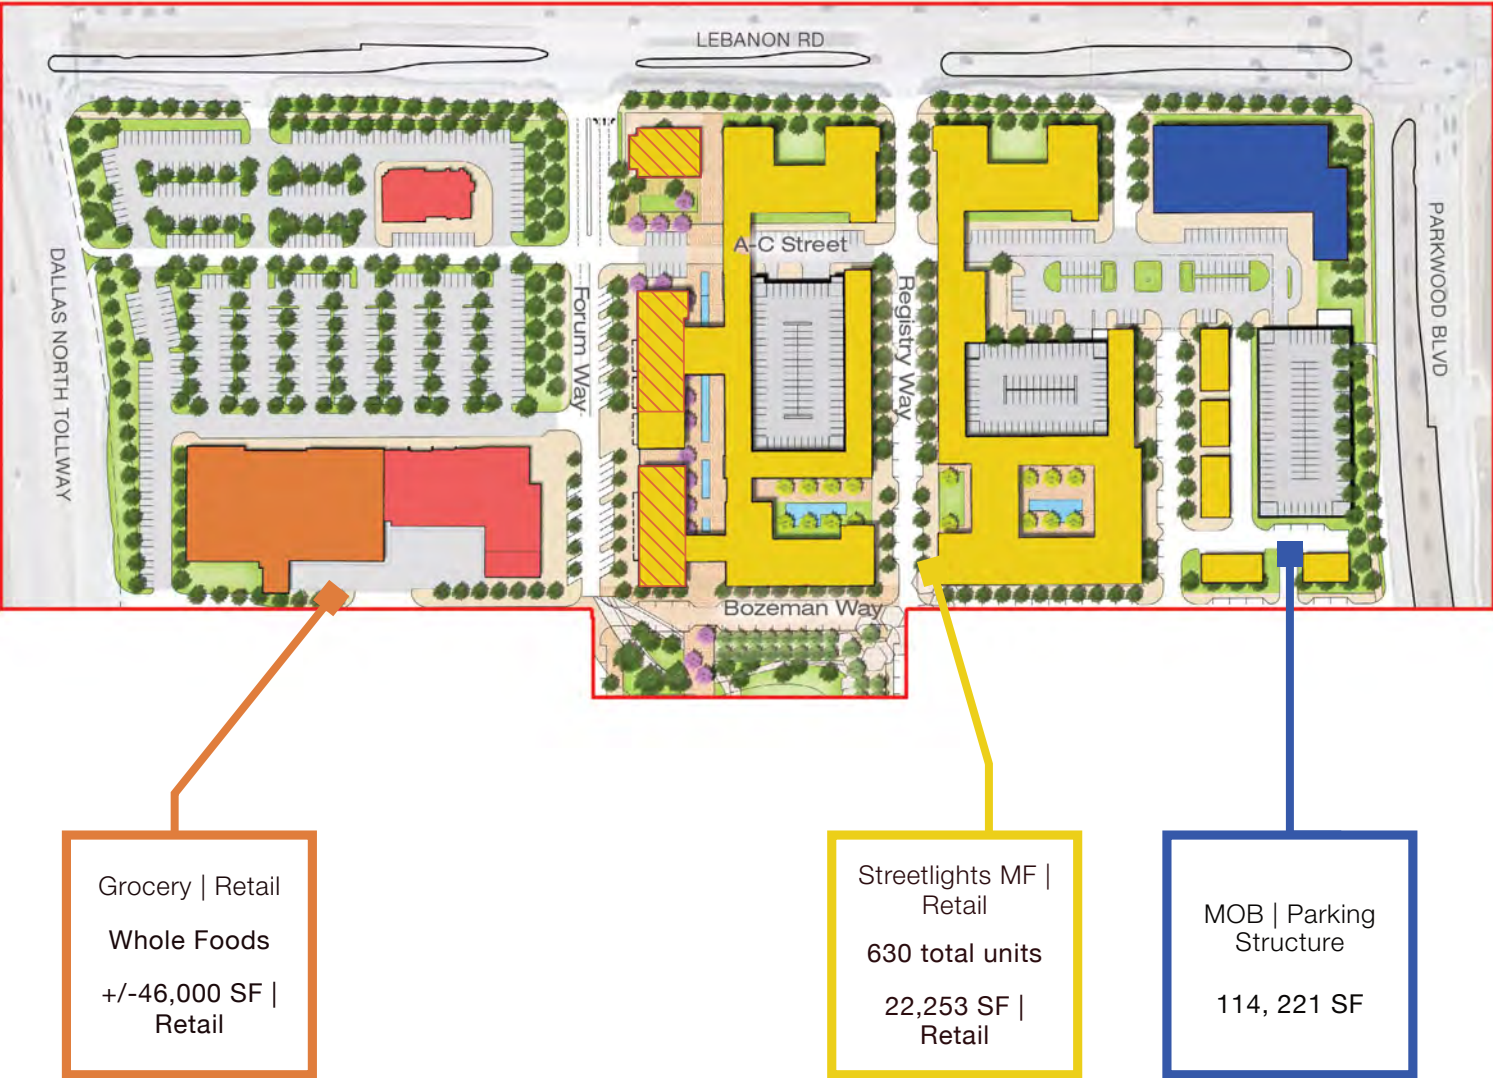 LEBANON RD
A-C Street
DALLAS NORTH TOLLWAY
Forum Way
Registry Way
PARKWOOD BLVD
Bozeman Way
Grocery | Retail
Whole Foods
+/-46,000 SF |
Retail
Streetlights MF |
Retail
630 total units
22,253 SF |
Retail
MOB | Parking
Structure
114, 221 SF